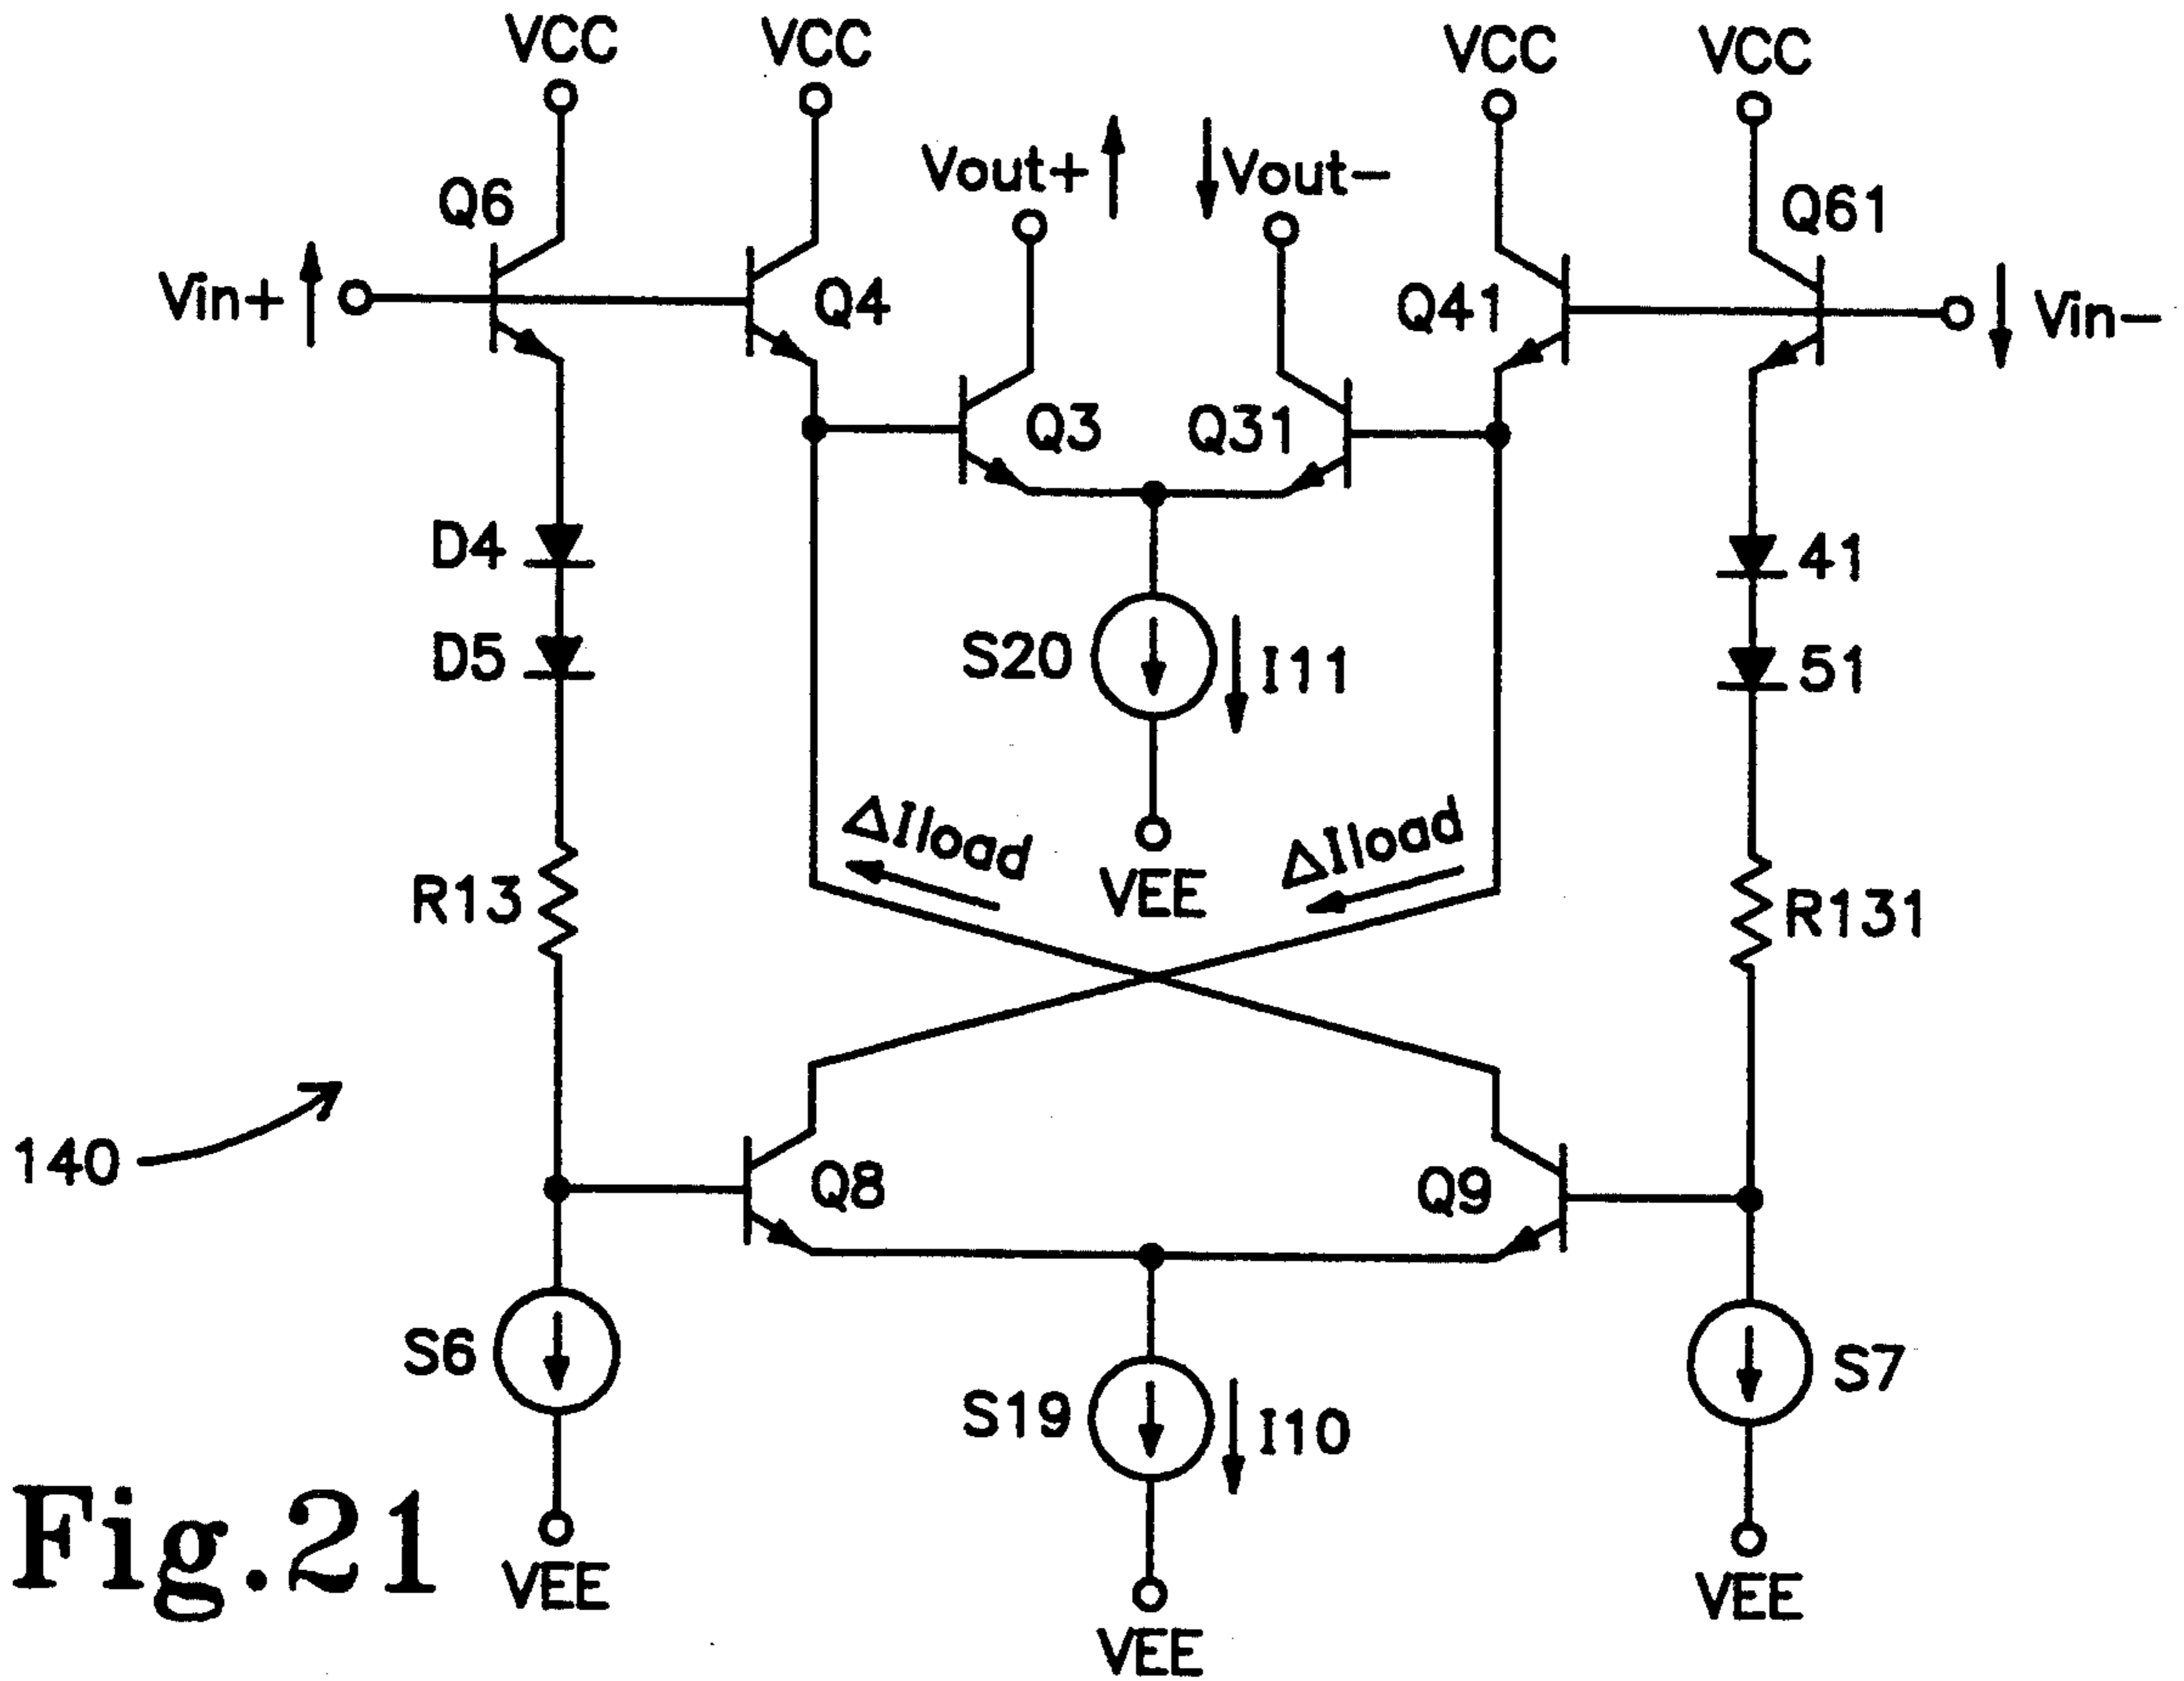 VCC
VCC
VCC
VCC
Vout+
Vout−
Q6
Q61
Vin+
Q4
Q41
Vin−
Q3
Q31
D4
41
D5
S20
I11
51
ΔIload
ΔIload
VEE
R13
R131
140
Q8
Q9
S6
S19
I10
S7
Fig.21
VEE
VEE
VEE